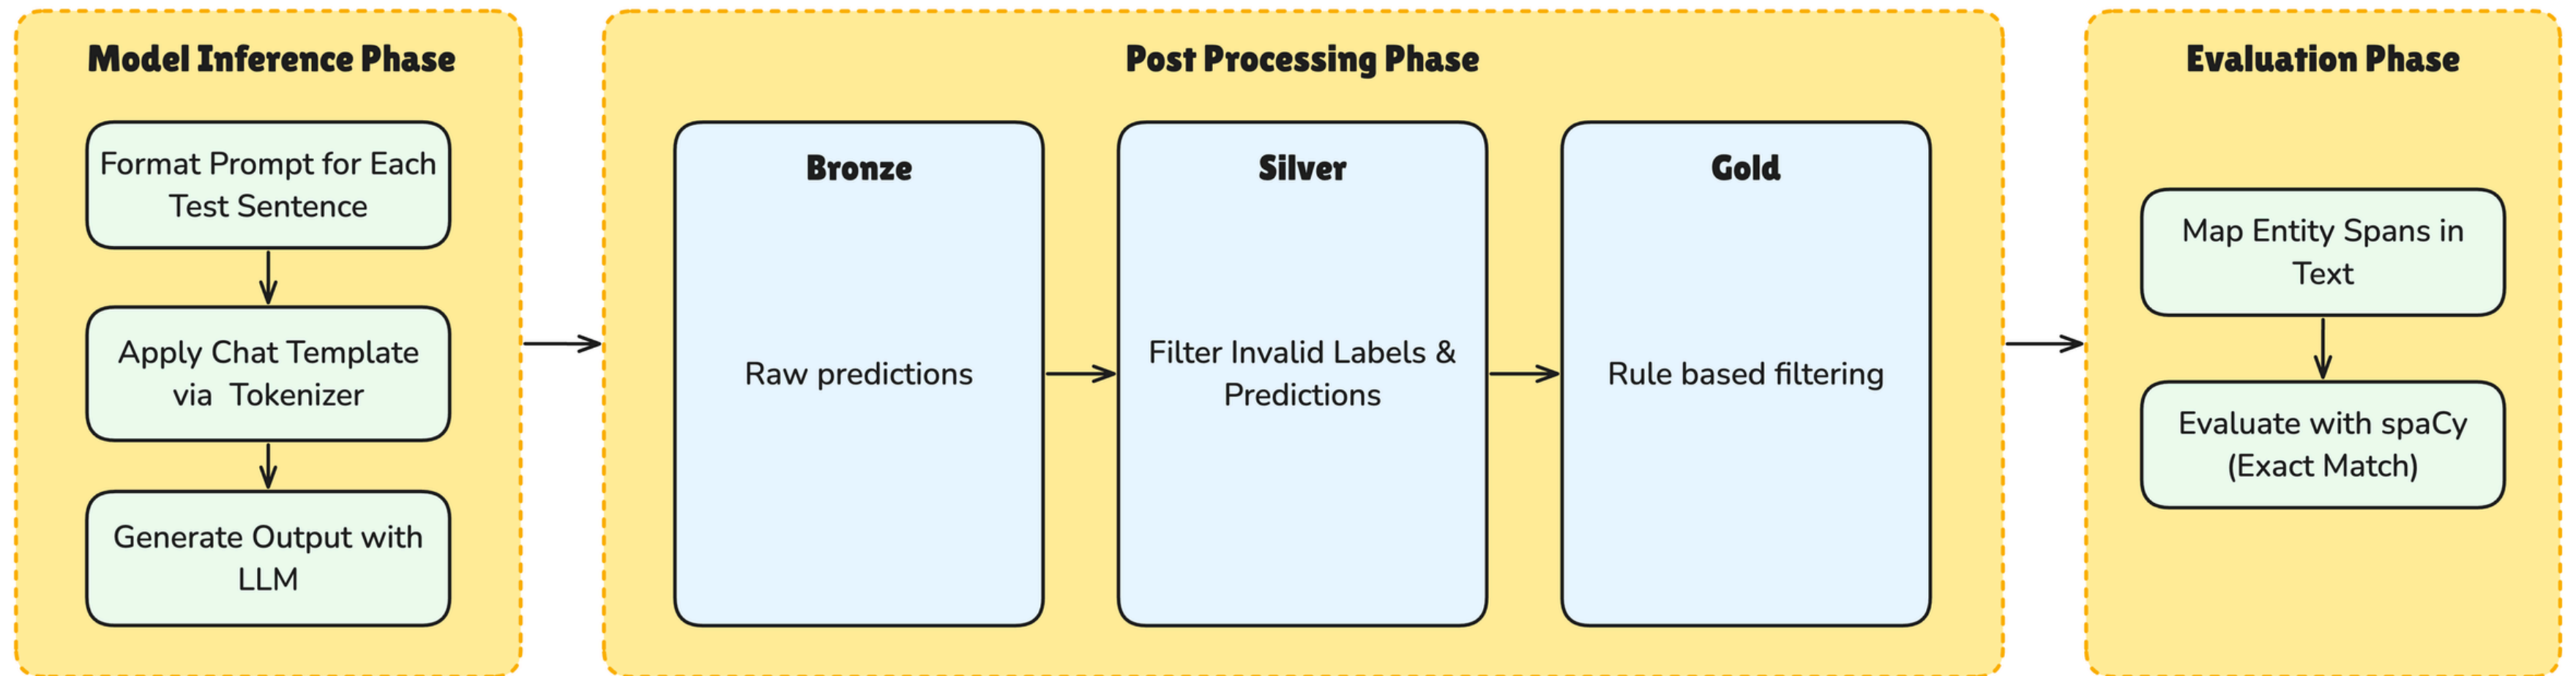 Model Inference Phase
Format Prompt for Each
Test Sentence
Apply Chat Template
via  Tokenizer
Generate Output with
LLM
Post Processing Phase
Bronze
Raw predictions
Silver
Filter Invalid Labels &
Predictions
Gold
Rule based filtering
Evaluation Phase
Map Entity Spans in
Text
Evaluate with spaCy
(Exact Match)